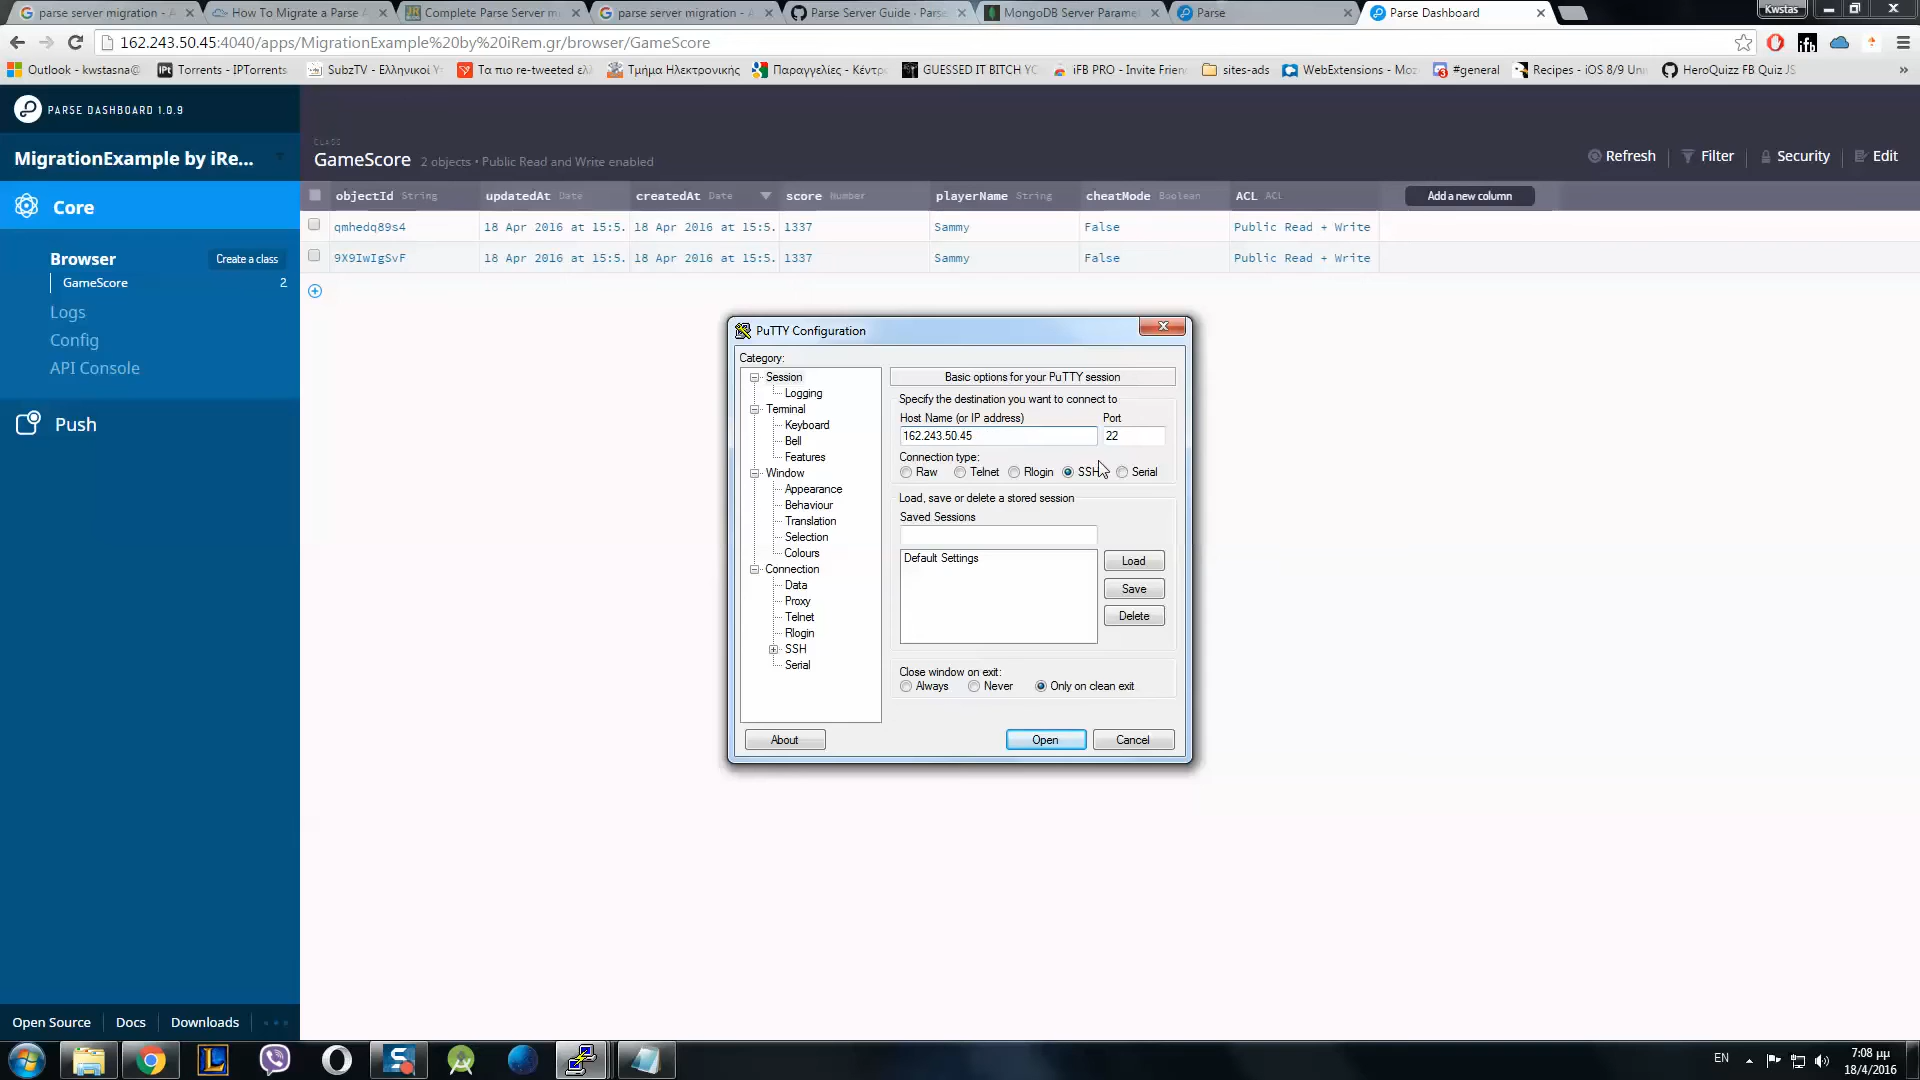 parse server migration - A
How To Migrate a Parse A
Complete Parse Server mi
parse server migration - A
Parse Server Guide · Parse
MongoDB Server Paramet
Parse
Parse Dashboard
Kwstas
162.243.50.45:4040/apps/MigrationExample%20by%20iRem.gr/browser/GameScore
Outlook - kwstasna@
Torrents - IPTorrents
SubzTV - Ελληνικοί Υ
Τα πιο re-tweeted ελλ
Τμήμα Ηλεκτρονικής
Παραγγελίες - Κέντρ
GUESSED IT BITCH YO
iFB PRO - Invite Frien
sites-ads
WebExtensions - Moz
#general
Recipes - iOS 8/9 Un
HeroQuizz FB Quiz JS
»
PARSE DASHBOARD 1.0.9
MigrationExample by iRe...
Core
Browser
Create a class
GameScore 2
Logs
Config
API Console
Push
Open Source
Docs
Downloads
CLASS
GameScore 2 objects • Public Read and Write enabled
Refresh
Filter
Security
Edit
objectId String
updatedAt Date
createdAt Date
score Number
playerName String
cheatMode Boolean
ACL ACL
Add a new column
qmhedq89s4 18 Apr 2016 at 15:5. 18 Apr 2016 at 15:5. 1337 Sammy False Public Read + Write
9X9IwIgSvF 18 Apr 2016 at 15:5. 18 Apr 2016 at 15:5. 1337 Sammy False Public Read + Write
PuTTY Configuration
Category:
Session
Logging
Terminal
Keyboard
Bell
Features
Window
Appearance
Behaviour
Translation
Selection
Colours
Connection
Data
Proxy
Telnet
Rlogin
SSH
Serial
Basic options for your PuTTY session
Specify the destination you want to connect to
Host Name (or IP address) Port
162.243.50.45 22
Connection type:
Raw Telnet Rlogin SSH Serial
Load, save or delete a stored session
Saved Sessions
Default Settings
Load
Save
Delete
Close window on exit:
Always Never Only on clean exit
About
Open
Cancel
EN
7:08 μμ
18/4/2016